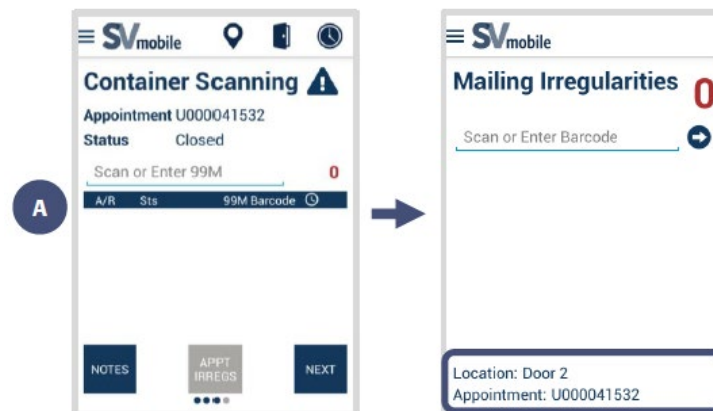 SVmobile
Container Scanning
Appointment U000041532
Status Closed
Scan or Enter 99M 0
A/R Sts 99M Barcode
NOTES
APPT
IRREGS
NEXT
A
SVmobile
Mailing Irregularities 0
Scan or Enter Barcode
Location: Door 2
Appointment: U000041532